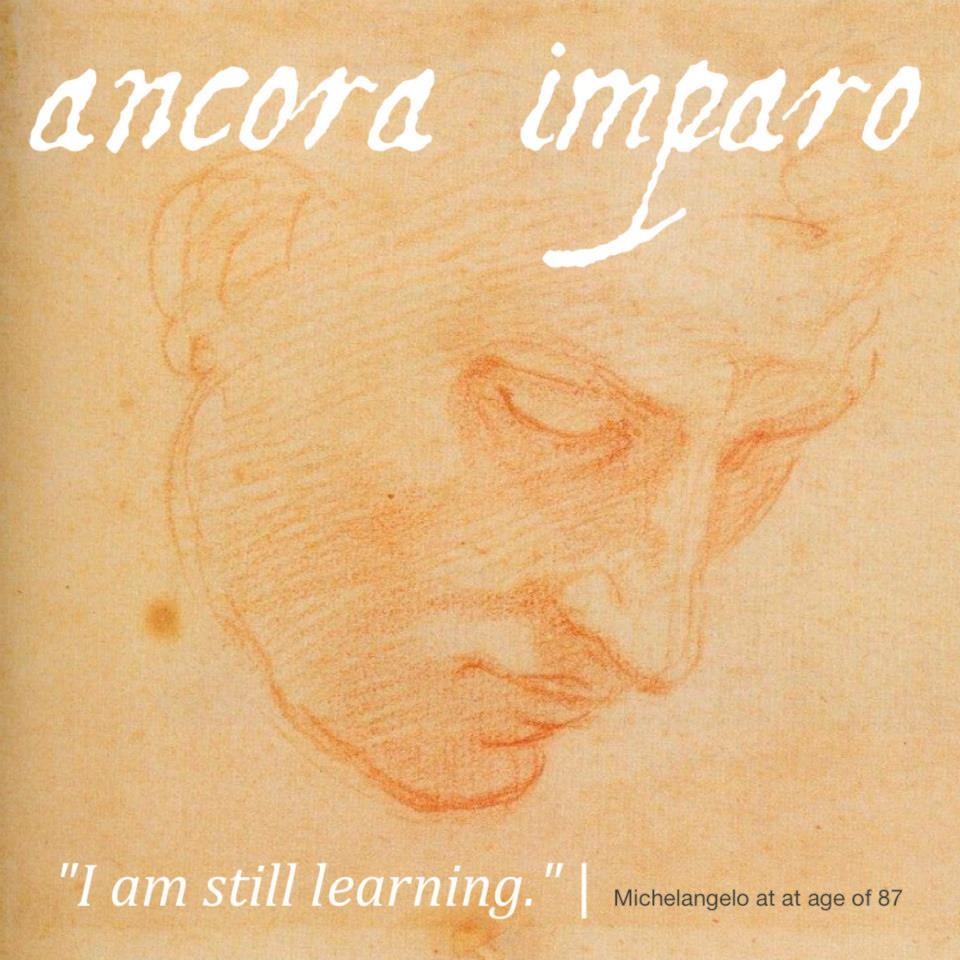 ancora imparo
"I am still learning." | Michelangelo at at age of 87